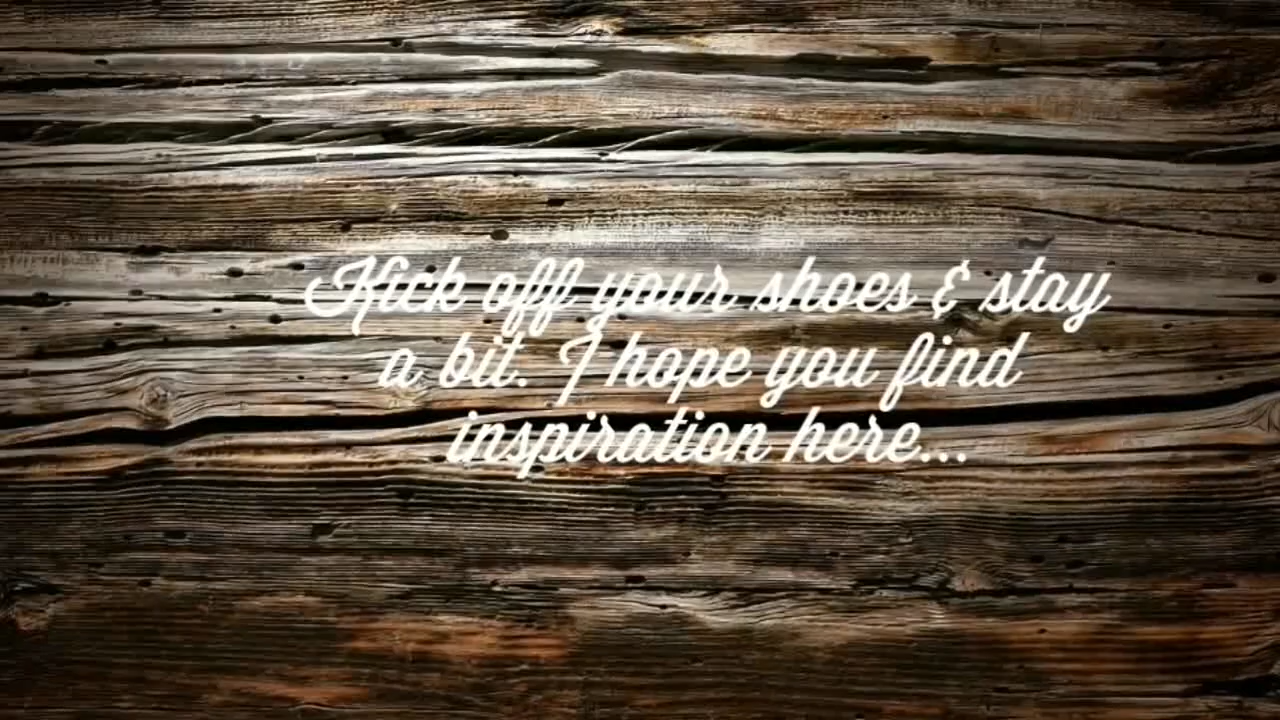 Kick off your shoes & stay
a bit. I hope you find
inspiration here...